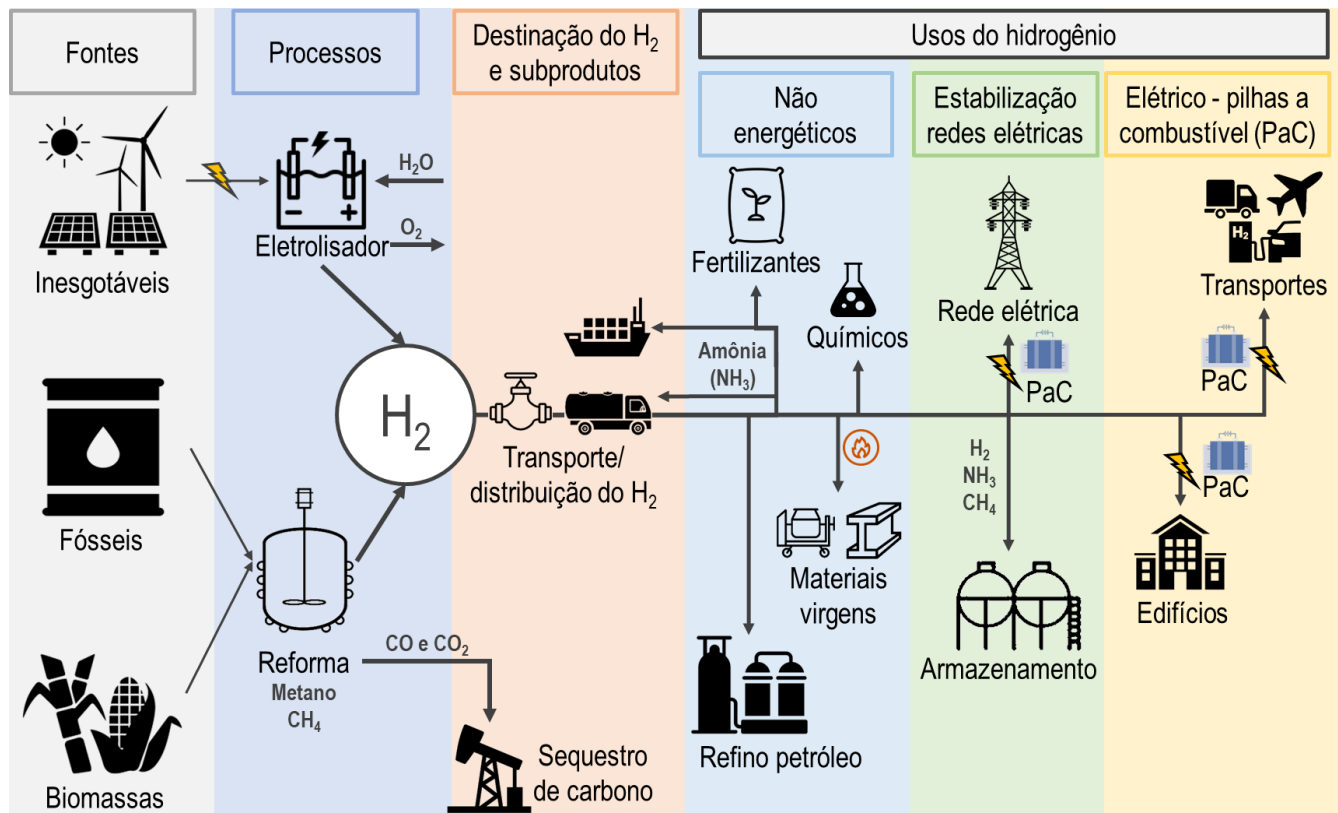 Fontes
Processos
Destinação do H₂
e subprodutos
Usos do hidrogênio
Não
energéticos
Estabilização
redes elétricas
Elétrico - pilhas a
combustível (PaC)
Inesgotáveis
Fósseis
Biomassas
H₂O
O₂
Eletrolisador
H₂
Reforma
Metano
CH₄
CO e CO₂
Transporte/
distribuição do H₂
Sequestro
de carbono
Fertilizantes
Amônia
(NH₃)
Químicos
Materiais
virgens
Refino petróleo
Rede elétrica
PaC
H₂
NH₃
CH₄
Armazenamento
H₂
Transportes
PaC
PaC
Edifícios